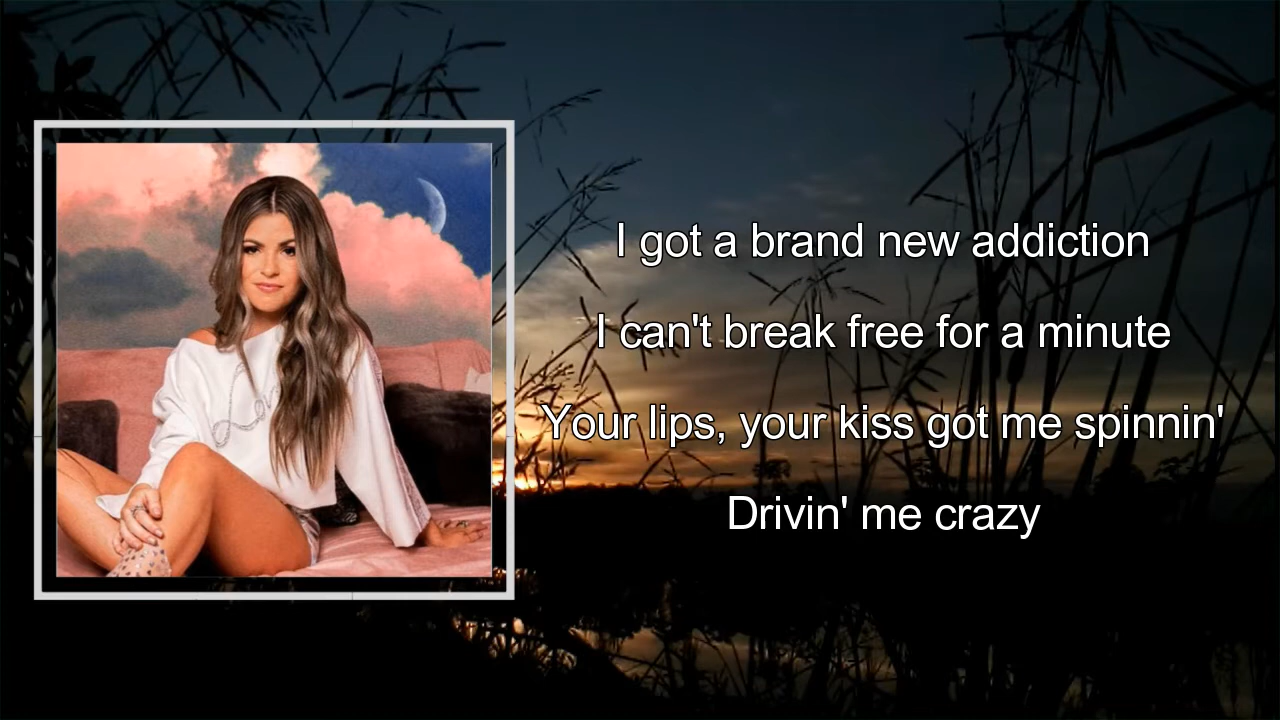 I got a brand new addiction
I can't break free for a minute
Your lips, your kiss got me spinnin'
Drivin' me crazy